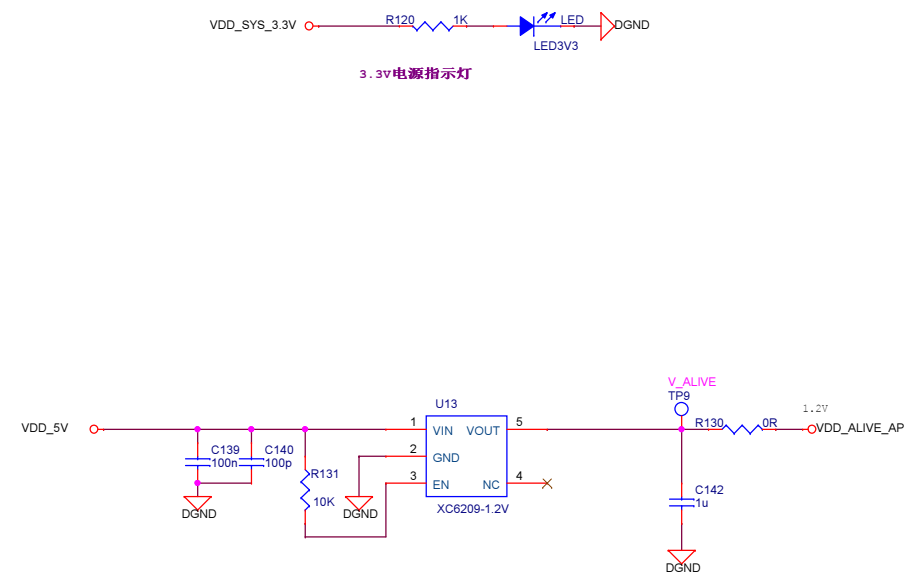 VDD_SYS_3.3V
R120
1K
LED
DGND
LED3V3
3.3V电源指示灯
V_ALIVE
TP9
1.2V
U13
VDD_5V
1
VIN
VOUT
5
R130
0R
VDD_ALIVE_AP
C139
100n
C140
100p
2
GND
R131
10K
3
EN
NC
4
DGND
DGND
XC6209-1.2V
C142
1u
DGND